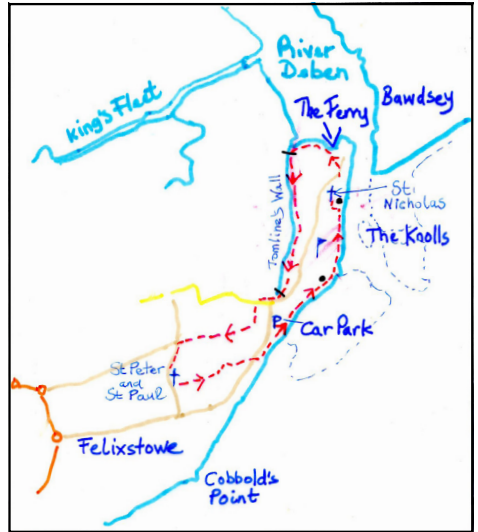 River
Deben
King's Fleet
Bawdsey
The Ferry
St.
Nicholas
Tomline's Wall
The Knolls
P
Car Park
St Peter
and
St Paul
Felixstowe
Cobbold's
Point